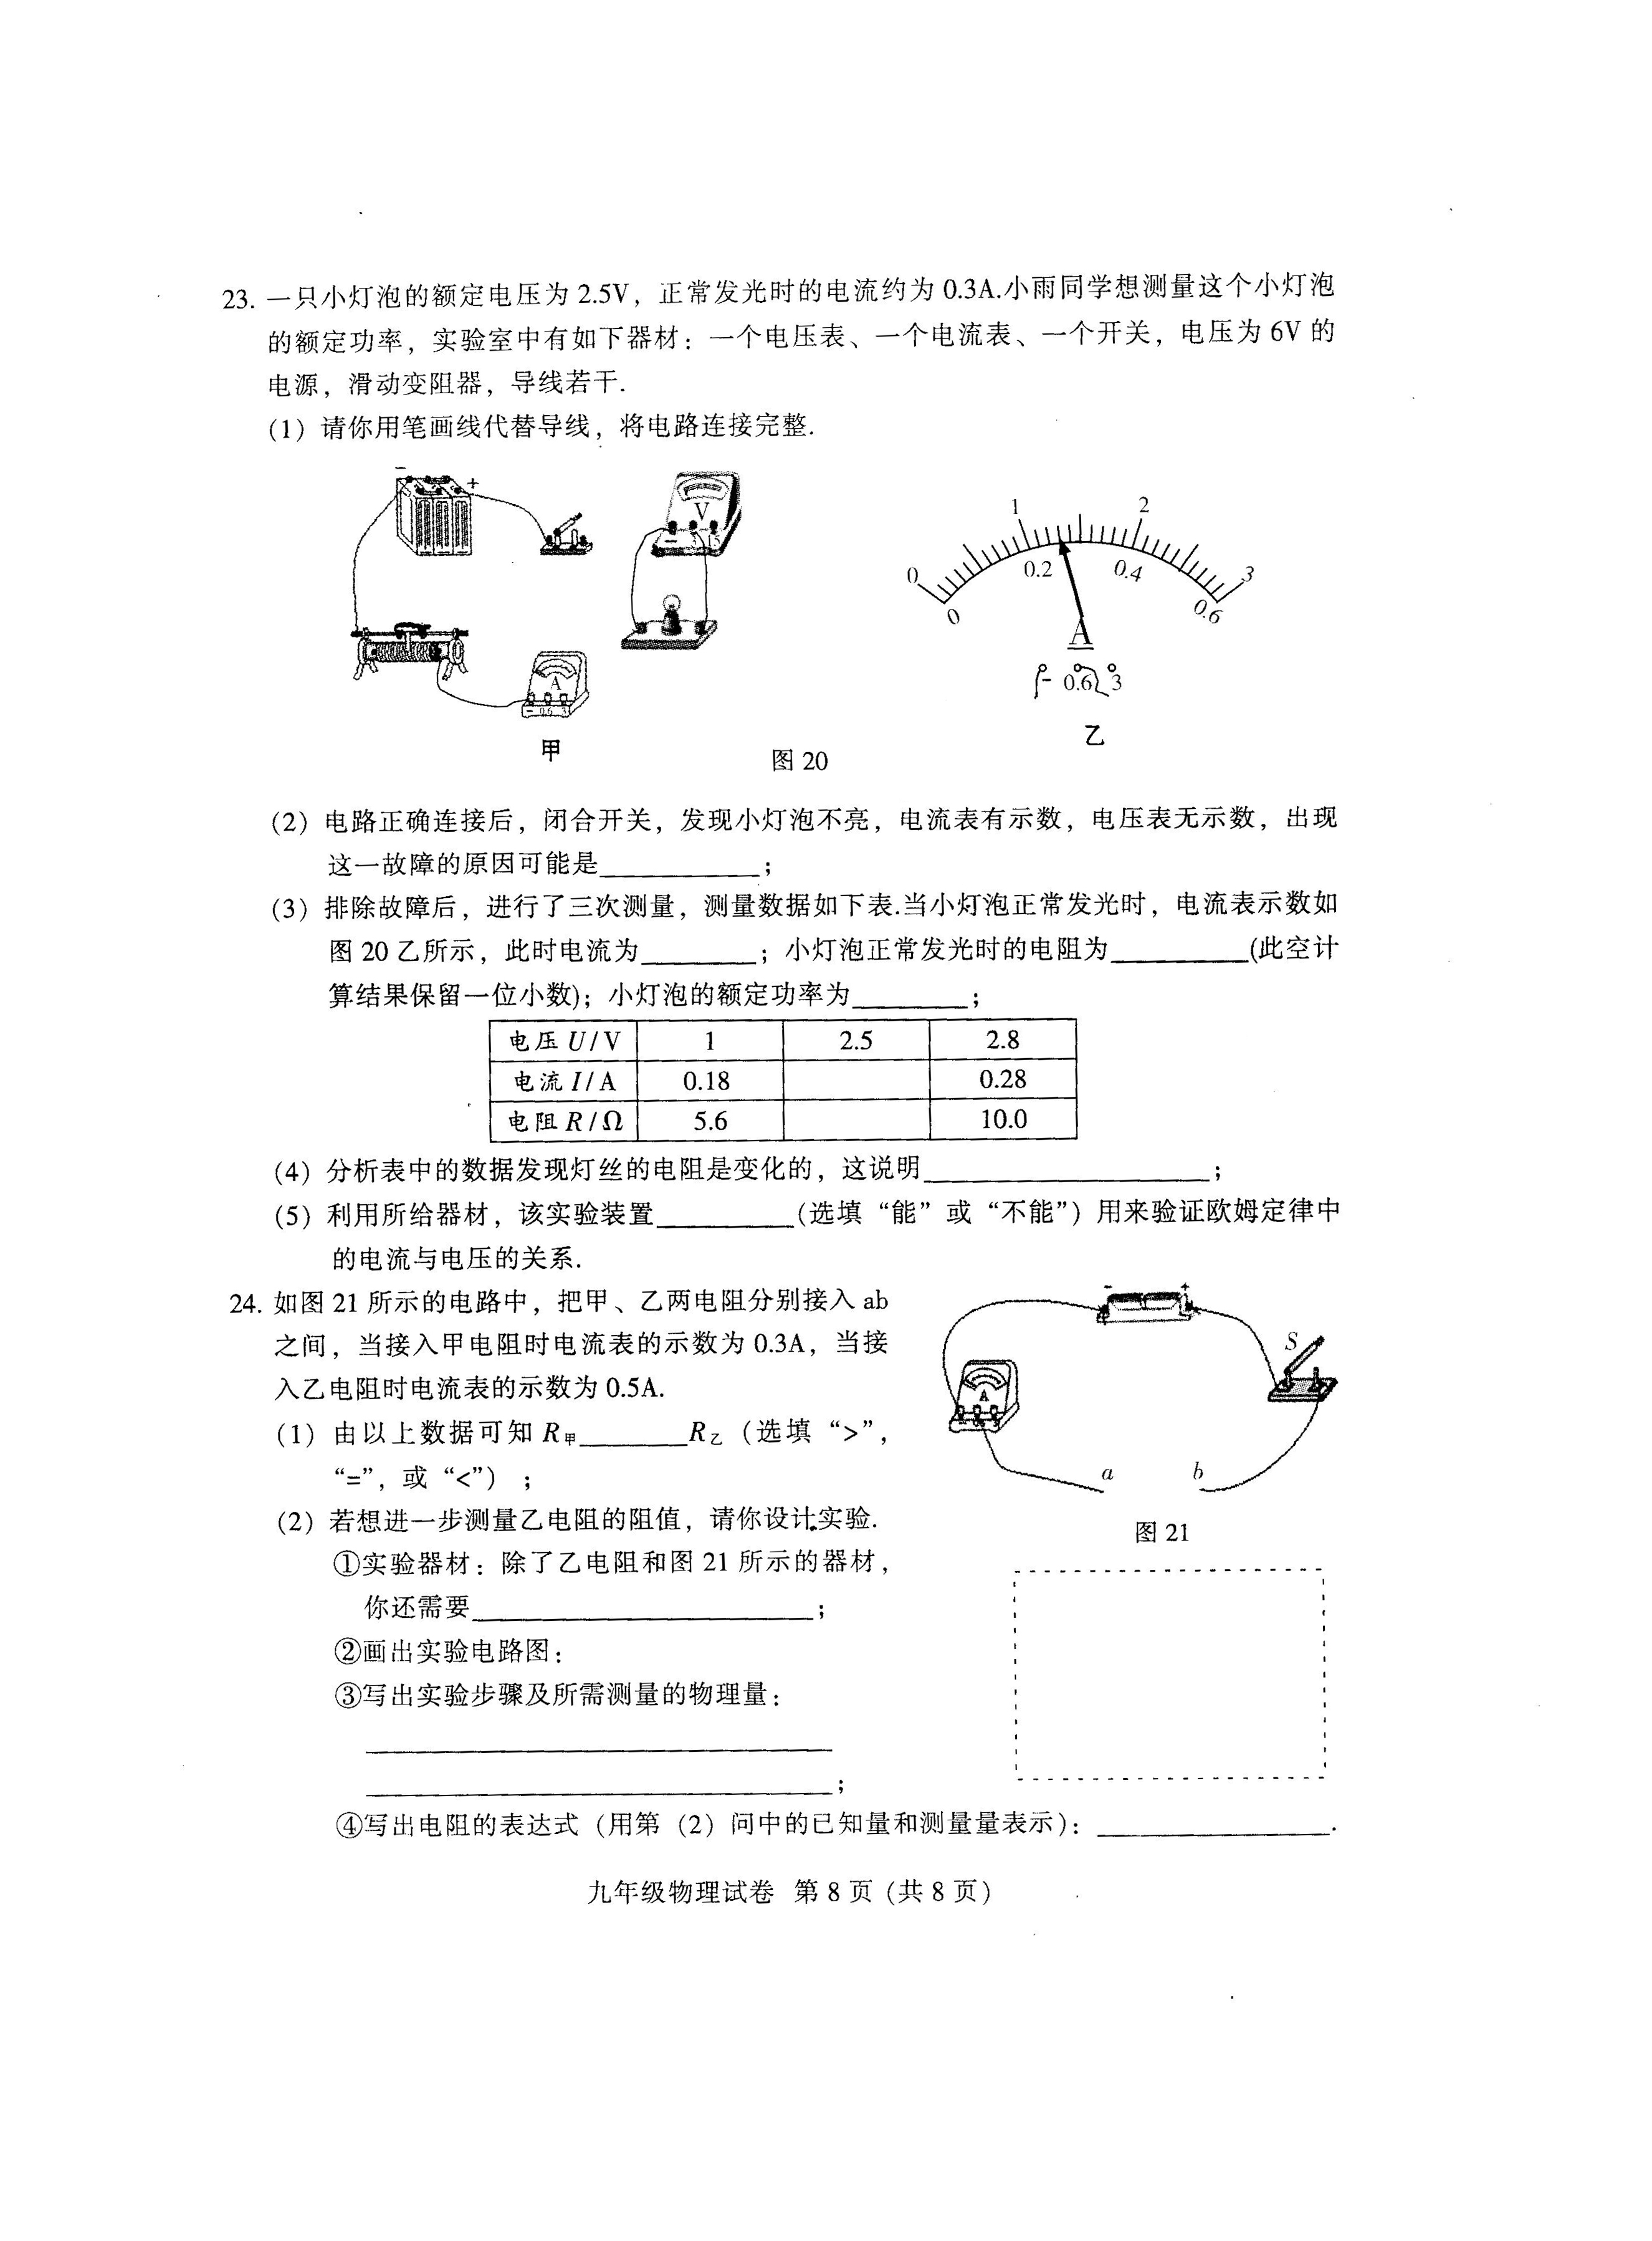 23. 一只小灯泡的额定电压为 2.5V，正常发光时的电流约为 0.3A.小雨同学想测量这个小灯泡
的额定功率，实验室中有如下器材：一个电压表、一个电流表、一个开关，电压为 6V 的
电源，滑动变阻器，导线若干.
(1) 请你用笔画线代替导线，将电路连接完整.
- +
V
- 3 15
A
- 0.6 3
甲
0 1 2 3
0 0.2 0.4 0.6
A
- 0.6 3
乙
图 20
(2) 电路正确连接后，闭合开关，发现小灯泡不亮，电流表有示数，电压表无示数，出现
这一故障的原因可能是____________；
(3) 排除故障后，进行了三次测量，测量数据如下表.当小灯泡正常发光时，电流表示数如
图 20 乙所示，此时电流为________；小灯泡正常发光时的电阻为__________(此空计
算结果保留一位小数)；小灯泡的额定功率为________；
电压 U/V 1 2.5 2.8
电流 I/A 0.18 0.28
电阻 R/Ω 5.6 10.0
(4) 分析表中的数据发现灯丝的电阻是变化的，这说明____________________；
(5) 利用所给器材，该实验装置__________(选填“能”或“不能”）用来验证欧姆定律中
的电流与电压的关系.
24. 如图 21 所示的电路中，把甲、乙两电阻分别接入 ab
之间，当接入甲电阻时电流表的示数为 0.3A，当接
入乙电阻时电流表的示数为 0.5A.
(1) 由以上数据可知 R甲________R乙（选填“>”，
“=”，或“<”）；
(2) 若想进一步测量乙电阻的阻值，请你设计实验.
①实验器材：除了乙电阻和图 21 所示的器材，
你还需要________________________；
②画出实验电路图：
③写出实验步骤及所需测量的物理量：
________________________________
________________________________；
- +
S
A
a b
图 21
④写出电阻的表达式（用第（2）问中的已知量和测量量表示）：________________.
九年级物理试卷 第 8 页 (共 8 页)